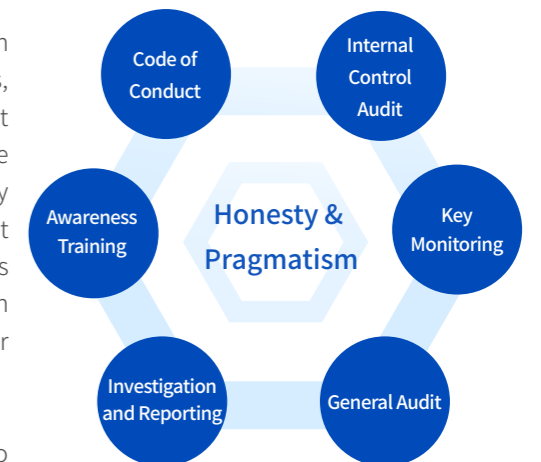 Code of
Conduct
Internal
Control
Audit
Honesty &
Pragmatism
Key
Monitoring
Awareness
Training
Investigation
and Reporting
General Audit